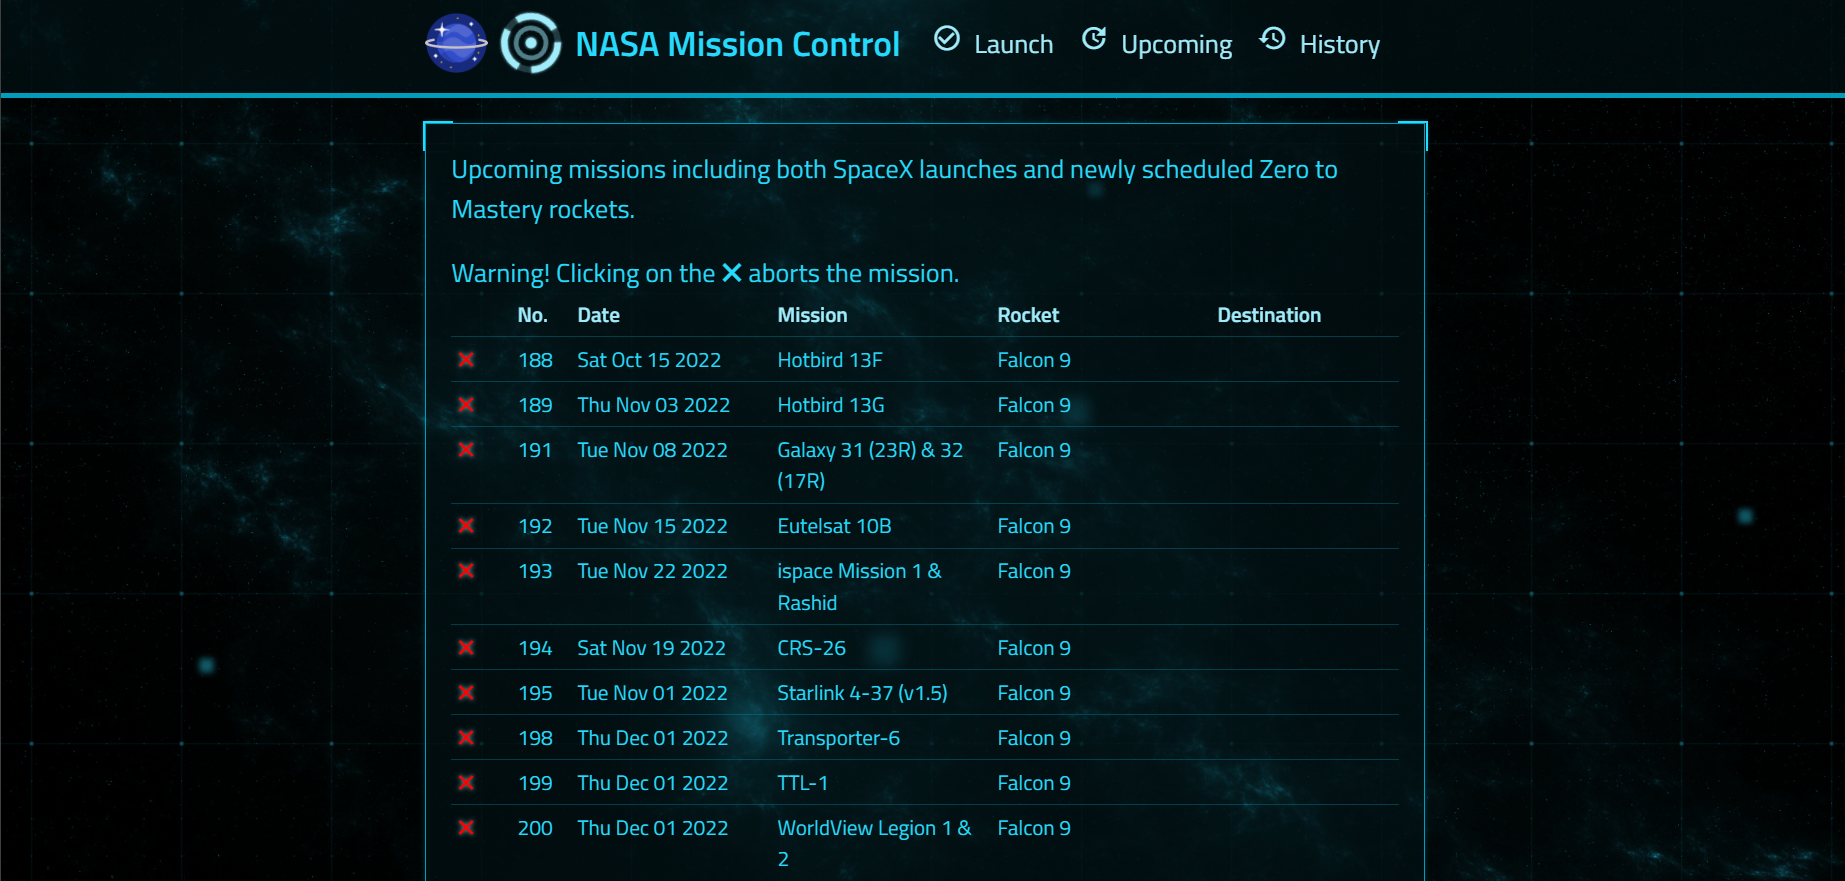 NASA Mission Control Launch Upcoming History
Upcoming missions including both SpaceX launches and newly scheduled Zero to
Mastery rockets.
Warning! Clicking on the ✕ aborts the mission.
No. Date Mission Rocket Destination
188 Sat Oct 15 2022 Hotbird 13F Falcon 9
189 Thu Nov 03 2022 Hotbird 13G Falcon 9
191 Tue Nov 08 2022 Galaxy 31 (23R) & 32 Falcon 9
(17R)
192 Tue Nov 15 2022 Eutelsat 10B Falcon 9
193 Tue Nov 22 2022 ispace Mission 1 & Falcon 9
Rashid
194 Sat Nov 19 2022 CRS-26 Falcon 9
195 Tue Nov 01 2022 Starlink 4-37 (v1.5) Falcon 9
198 Thu Dec 01 2022 Transporter-6 Falcon 9
199 Thu Dec 01 2022 TTL-1 Falcon 9
200 Thu Dec 01 2022 WorldView Legion 1 & Falcon 9
2